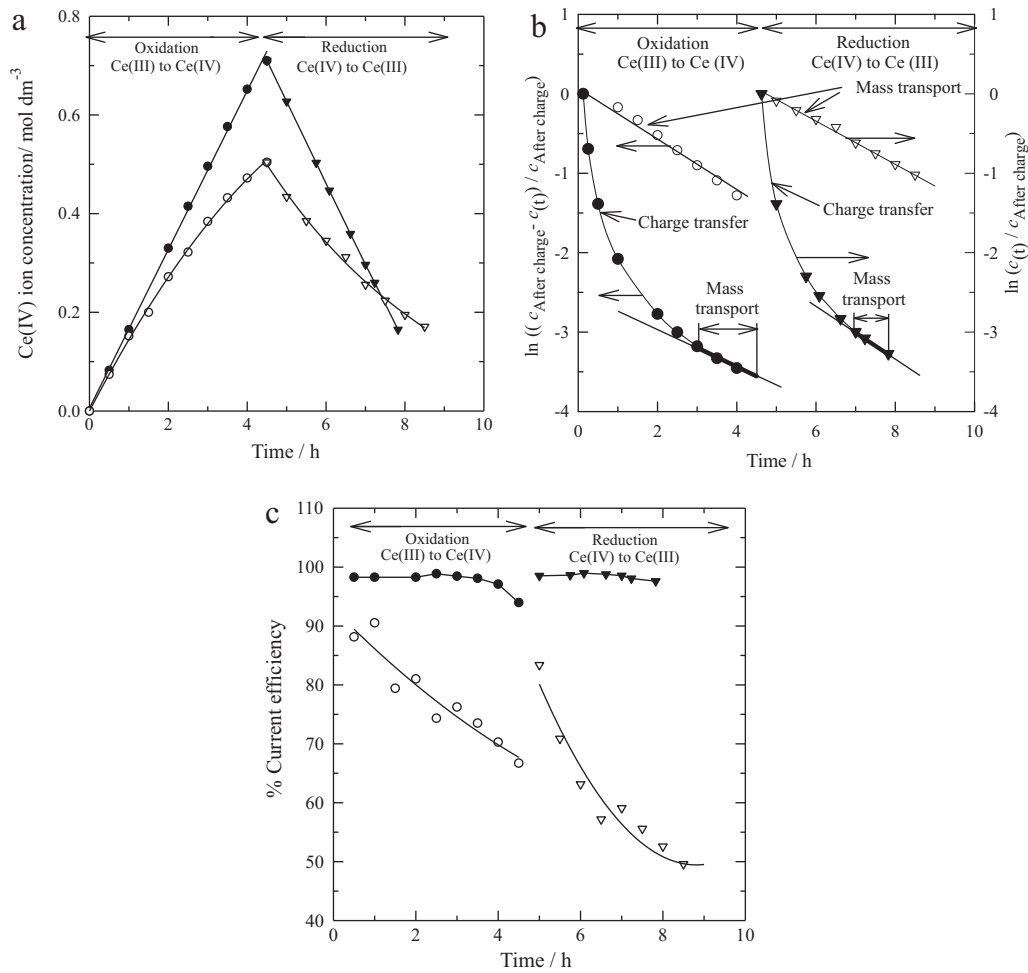 a
0.8
0.6
0.4
0.2
0.0
Ce(IV) ion concentration/ mol dm⁻³
Oxidation
Ce(III) to Ce(IV)
Reduction
Ce(IV) to Ce(III)
0 2 4 6 8 10
Time / h
b
1
0
-1
-2
-3
-4
ln (( c After charge- c(t)) / c After charge)
Oxidation
Ce(III) to Ce (IV)
Reduction
Ce(IV) to Ce (III)
Mass transport
Charge transfer
Charge transfer
Mass
transport
Mass
transport
1
0
-1
-2
-3
-4
ln (c(t) / c After charge)
0 2 4 6 8 10
Time / h
c
110
100
90
80
70
60
50
40
% Current efficiency
Oxidation
Ce(III) to Ce(IV)
Reduction
Ce(IV) to Ce(III)
0 2 4 6 8 10
Time / h